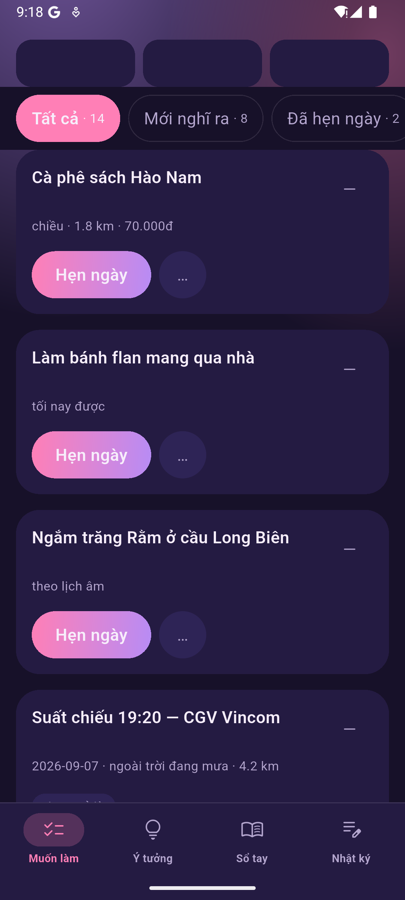 9:18
Tất cả · 14
Mới nghĩ ra · 8
Đã hẹn ngày · 2
Cà phê sách Hào Nam
—
chiều · 1.8 km · 70.000đ
Hẹn ngày
...
Làm bánh flan mang qua nhà
—
tối nay được
Hẹn ngày
...
Ngắm trăng Rằm ở cầu Long Biên
—
theo lịch âm
Hẹn ngày
...
Suất chiếu 19:20 — CGV Vincom
—
2026-09-07 · ngoài trời đang mưa · 4.2 km
Muốn làm
Ý tưởng
Sổ tay
Nhật ký